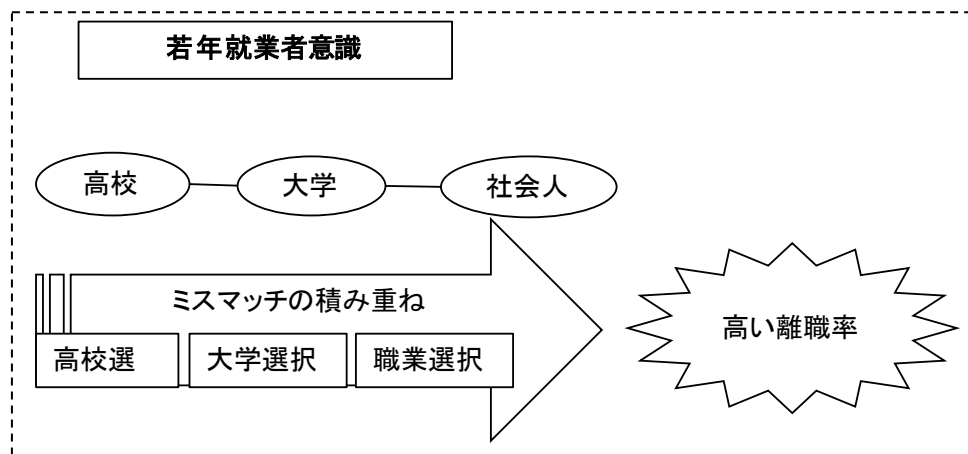 若年就業者意識
高校
大学
社会人
ミスマッチの積み重ね
高校選
大学選択
職業選択
高い離職率